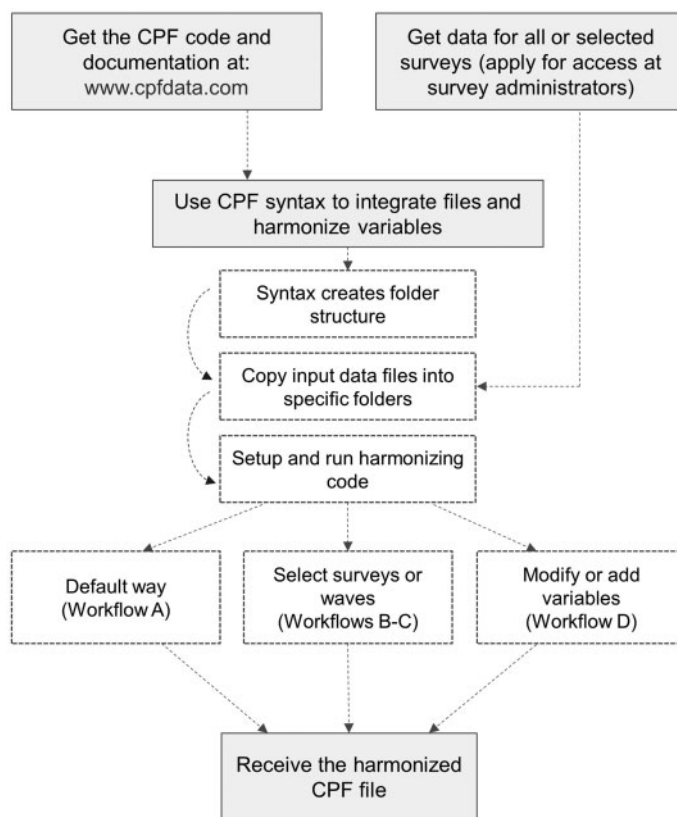 Get the CPF code and
documentation at:
www.cpfdata.com
Get data for all or selected
surveys (apply for access at
survey administrators)
Use CPF syntax to integrate files and
harmonize variables
Syntax creates folder
structure
Copy input data files into
specific folders
Setup and run harmonizing
code
Default way
(Workflow A)
Select surveys or
waves
(Workflows B-C)
Modify or add
variables
(Workflow D)
Receive the harmonized
CPF file